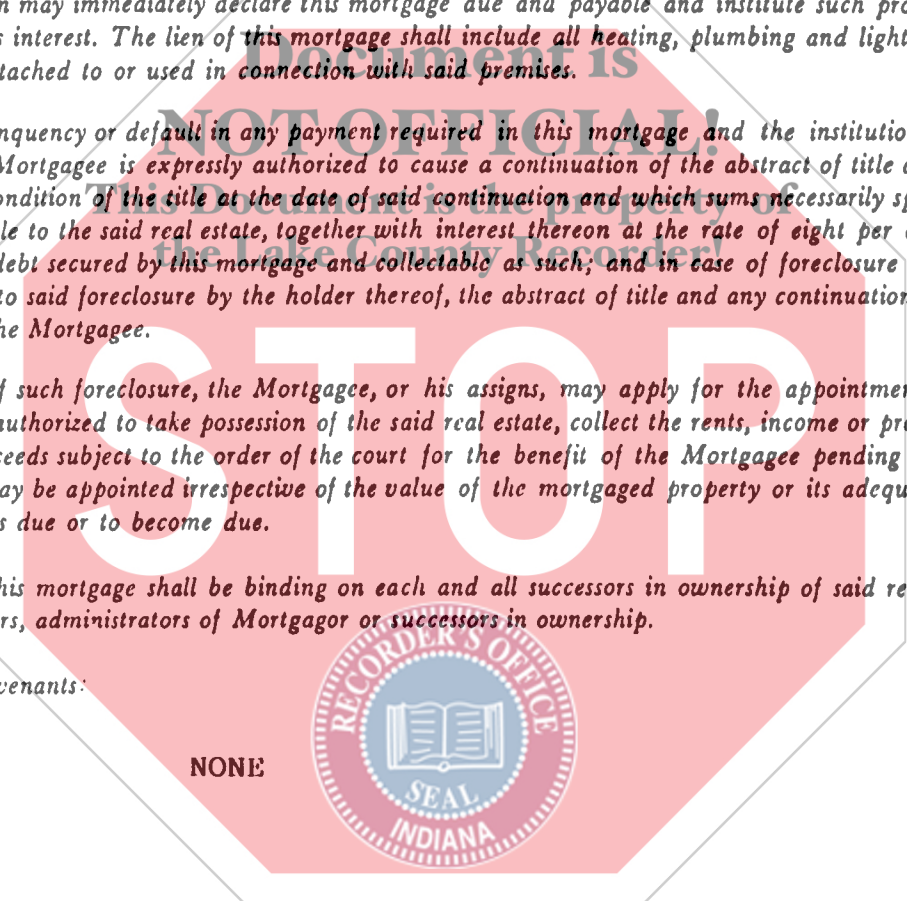 n may immediately declare this mortgage due and payable and institute such pro
s interest. The lien of this mortgage shall include all heating, plumbing and light
tached to or used in connection with said premises.
Document is
NOT OFFICIAL!
This Document is the property of
the Lake County Recorder!
nquency or default in any payment required in this mortgage and the institutio
Mortgagee is expressly authorized to cause a continuation of the abstract of title
ondition of the title at the date of said continuation and which sums necessarily sp
le to the said real estate, together with interest thereon at the rate of eight per
debt secured by this mortgage and collectably as such; and in case of foreclosure
to said foreclosure by the holder thereof, the abstract of title and any continuation
he Mortgagee.
STOP
f such foreclosure, the Mortgagee, or his assigns, may apply for the appointmen
uthorized to take possession of the said real estate, collect the rents, income or pr
ceeds subject to the order of the court for the benefit of the Mortgagee pending
ay be appointed irrespective of the value of the mortgaged property or its adequ
s due or to become due.
his mortgage shall be binding on each and all successors in ownership of said re
rs, administrators of Mortgagor or successors in ownership.
venants:
NONE
RECORDER'S OFFICE
SEAL
INDIANA